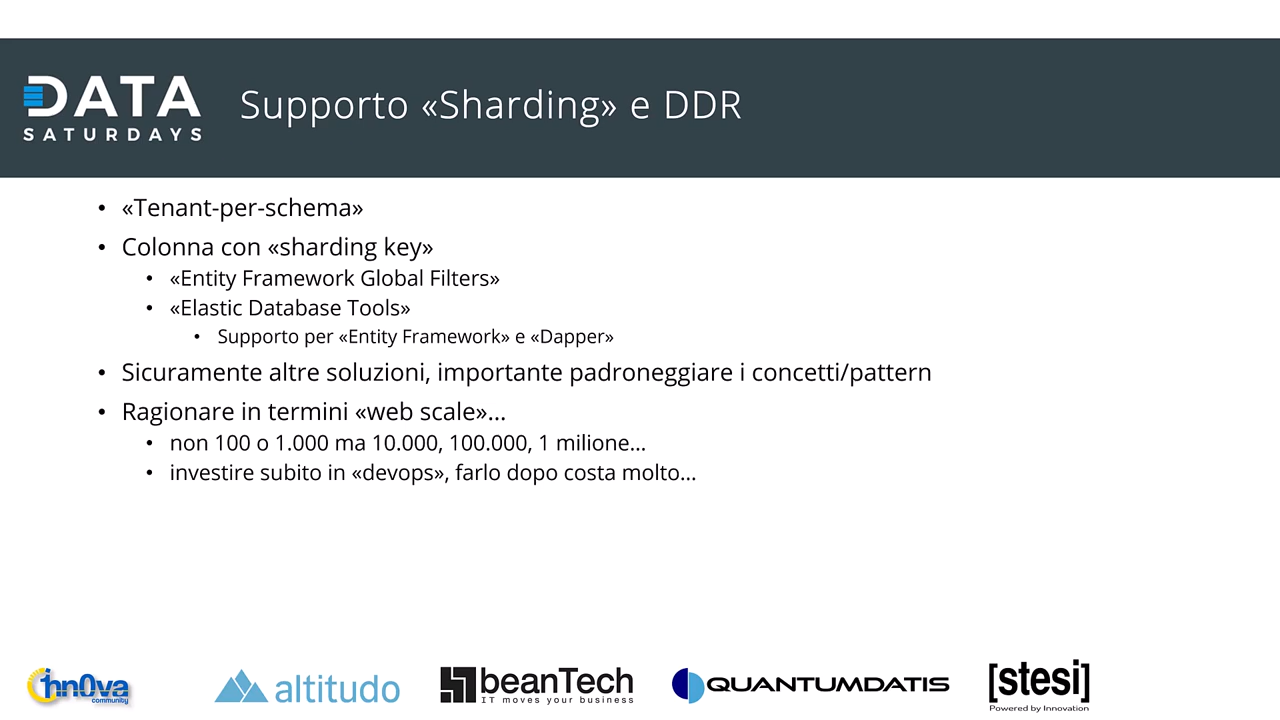 DATA
SATURDAYS
Supporto «Sharding» e DDR
• «Tenant-per-schema»
• Colonna con «sharding key»
• «Entity Framework Global Filters»
• «Elastic Database Tools»
• Supporto per «Entity Framework» e «Dapper»
• Sicuramente altre soluzioni, importante padroneggiare i concetti/pattern
• Ragionare in termini «web scale»...
• non 100 o 1.000 ma 10.000, 100.000, 1 milione...
• investire subito in «devops», farlo dopo costa molto...
1nn0va
community
altitudo
beanTech
IT moves your business
QUANTUMDATIS
[stesi]
Powered by Innovation